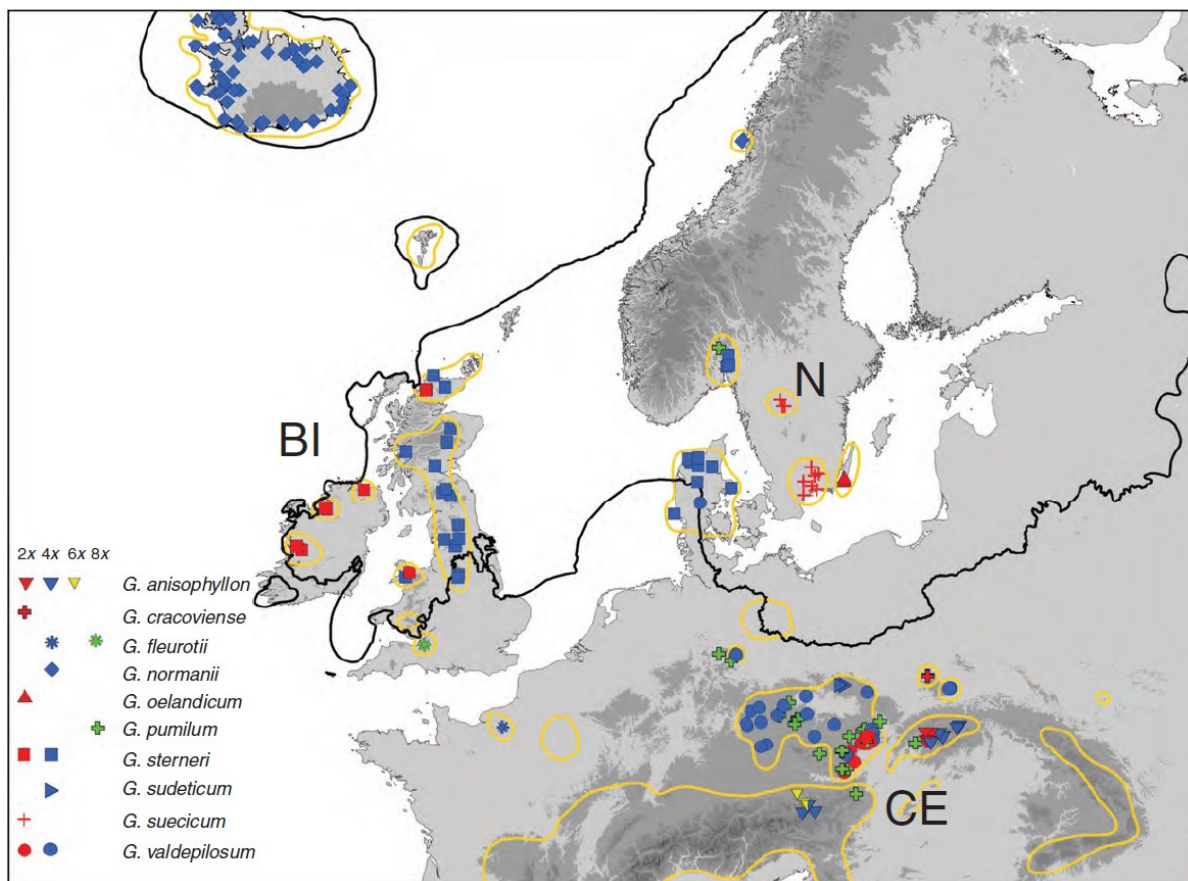 N
BI
2x 4x 6x 8x
G. anisophyllon
G. cracoviense
G. fleurotii
G. normanii
G. oelandicum
G. pumilum
G. sterneri
G. sudeticum
G. suecicum
G. valdepilosum
CE